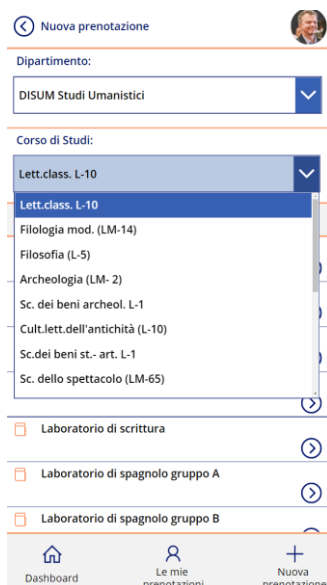 Nuova prenotazione
Dipartimento:
DISUM Studi Umanistici
Corso di Studi:
Lett.class. L-10
Lett.class. L-10
Filologia mod. (LM-14)
Filosofia (L-5)
Archeologia (LM- 2)
Sc. dei beni archeol. L-1
Cult.lett.dell'antichità (L-10)
Sc.dei beni st.- art. L-1
Sc. dello spettacolo (LM-65)
Laboratorio di scrittura
Laboratorio di spagnolo gruppo A
Laboratorio di spagnolo gruppo B
Dashboard
Le mie
prenotazioni
Nuova
prenotazione